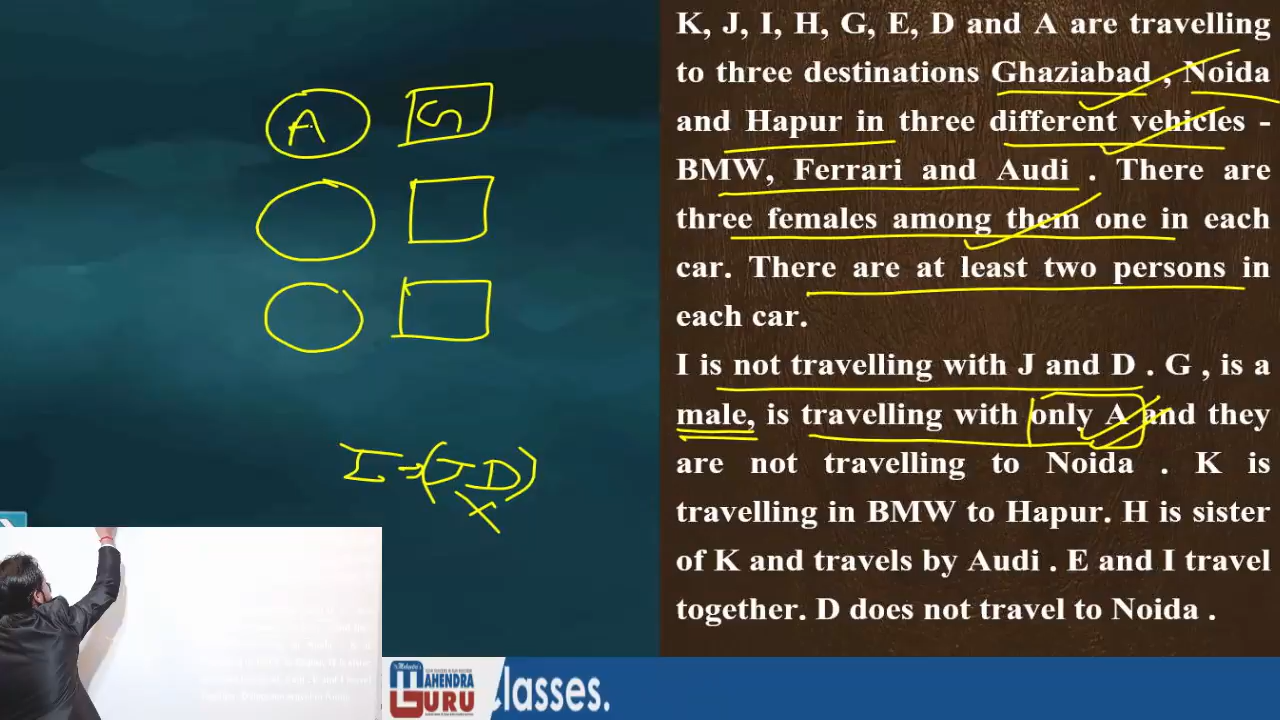 K, J, I, H, G, E, D and A are travelling
to three destinations Ghaziabad , Noida
and Hapur in three different vehicles -
BMW, Ferrari and Audi . There are
three females among them one in each
car. There are at least two persons in
each car.
I is not travelling with J and D . G , is a
male, is travelling with only A and they
are not travelling to Noida . K is
travelling in BMW to Hapur. H is sister
of K and travels by Audi . E and I travel
together. D does not travel to Noida .
A G
I → (J D)
X
Mahendra's
MAHENDRA
GURU
Classes.